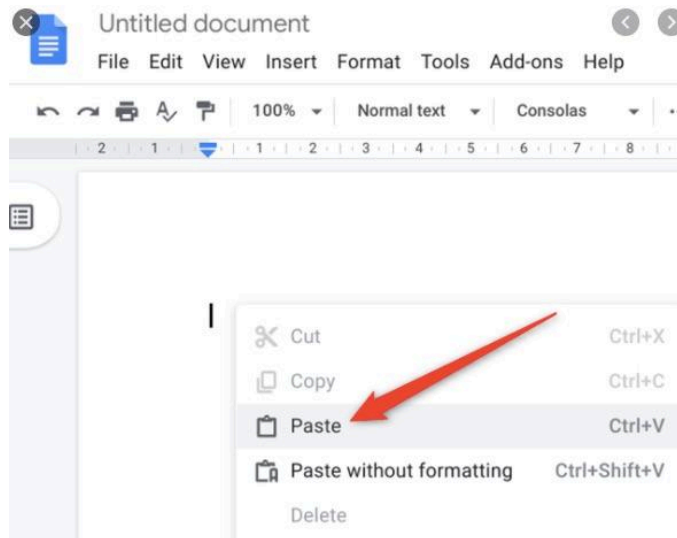 Untitled document
File Edit View Insert Format Tools Add-ons Help
100% Normal text Consolas
2 1 1 2 3 4 5 6 7 8
Cut Ctrl+X
Copy Ctrl+C
Paste Ctrl+V
Paste without formatting Ctrl+Shift+V
Delete